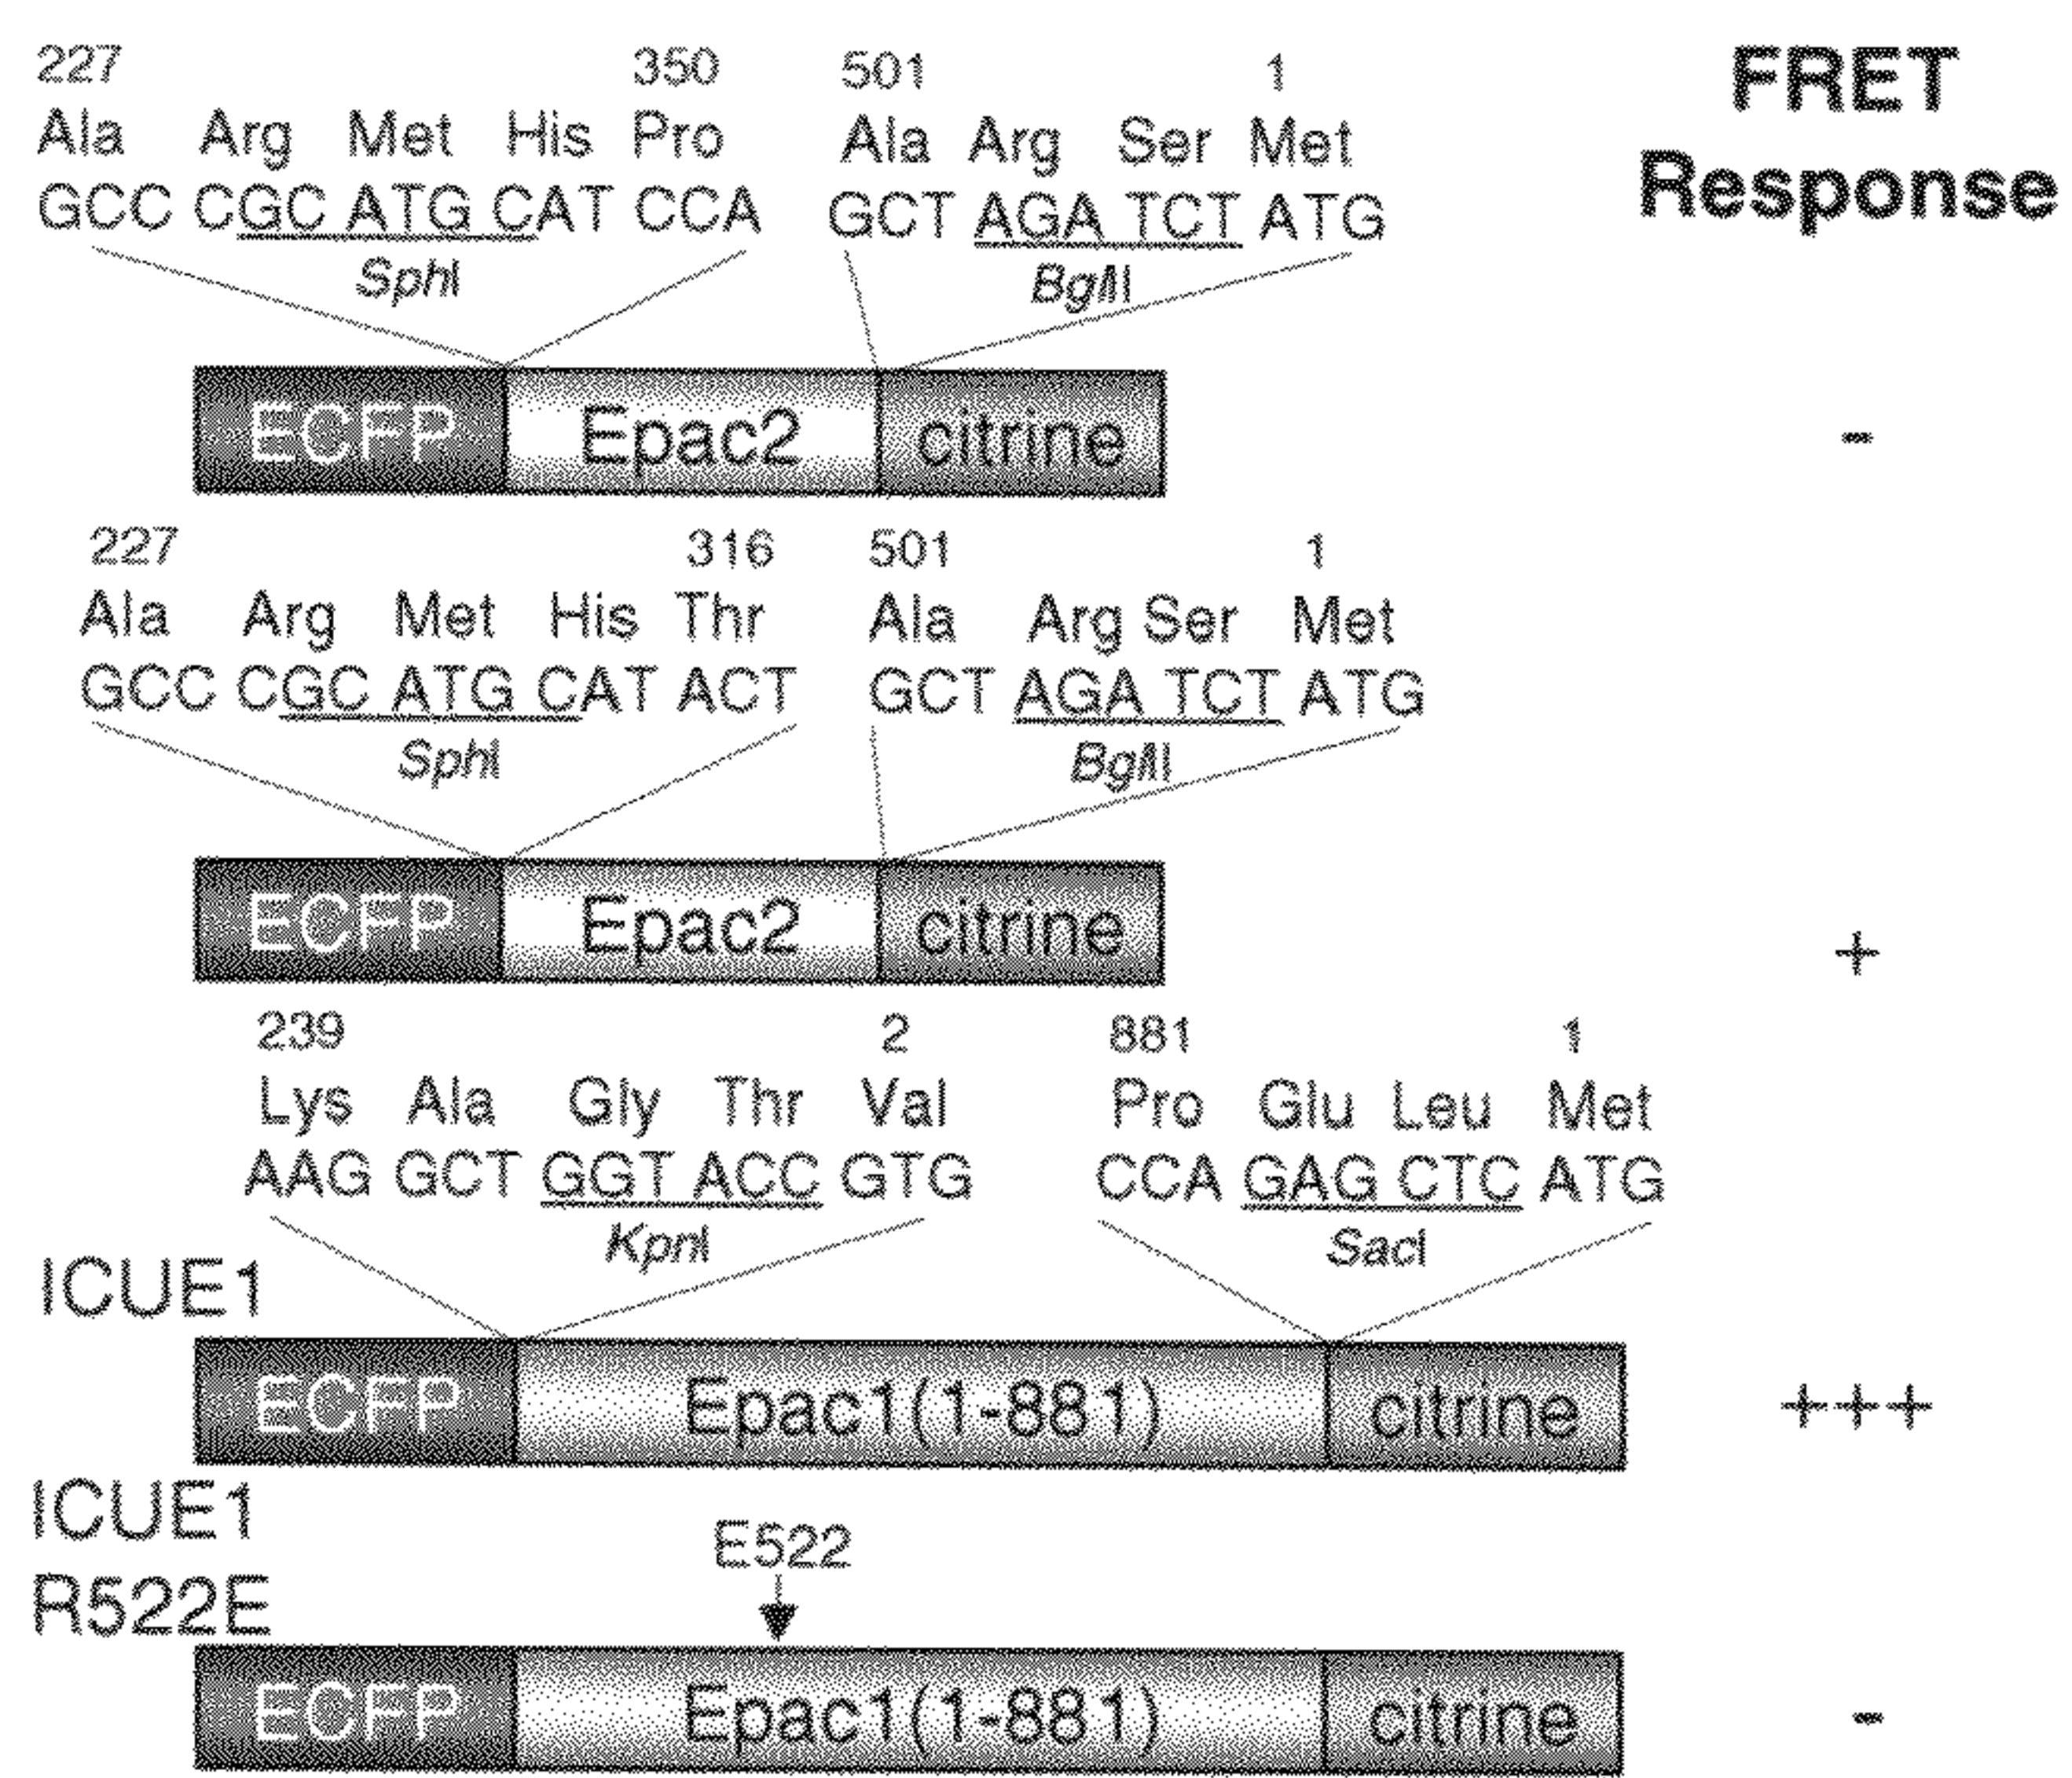 FRET
Response
227 350 501 1
Ala Arg Met His Pro Ala Arg Ser Met
GCC CGC ATGCAT CCA GCT AGA TCT ATG
SphI BglII
ECFP Epac2 citrine -
227 316 501 1
Ala Arg Met His Thr Ala Arg Ser Met
GCC CGC ATG CAT ACT GCT AGA TCT ATG
SphI BglII
ECFP Epac2 citrine +
239 2 881 1
Lys Ala Gly Thr Val Pro Glu Leu Met
AAG GCT GGT ACC GTG CCA GAG CTC ATG
KpnI SacI
ICUE1
ECFP Epac1(1-881) citrine +++
ICUE1
R522E
E522
ECFP Epac1(1-881) citrine -